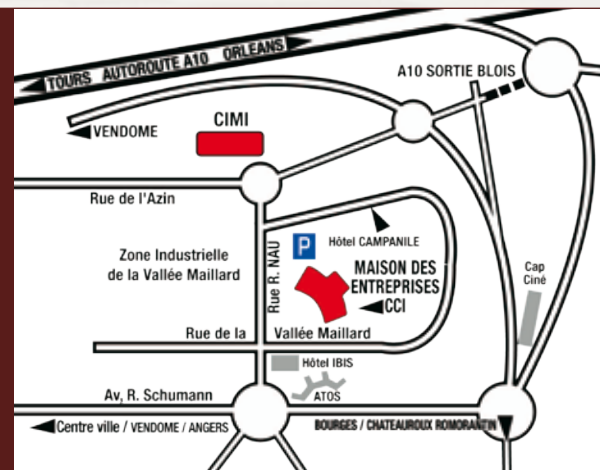 TOURS AUTOROUTE A10 ORLEANS
A10 SORTIE BLOIS
VENDOME
CIMI
Rue de l'Azin
Hôtel CAMPANILE
P
Zone Industrielle
de la Vallée Maillard
Rue R. NAU
MAISON DES
ENTREPRISES
CCI
Cap
Ciné
Rue de la Vallée Maillard
Hôtel IBIS
Av, R. Schumann
ATOS
Centre ville / VENDOME / ANGERS
BOURGES / CHATEAUROUX ROMORANTIN